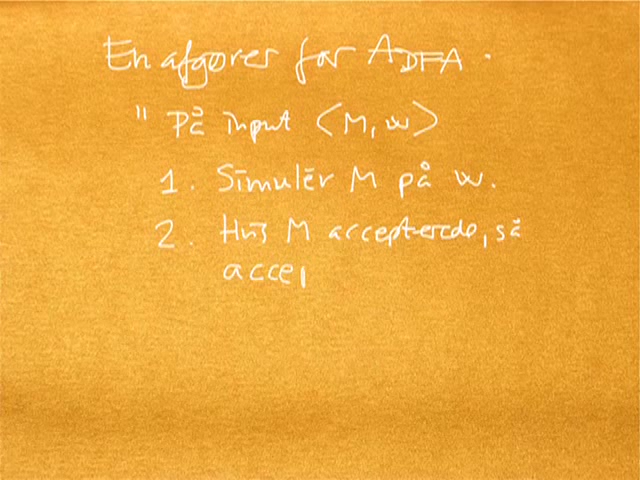 En afgører for ADFA.
" På input ⟨M, w⟩
1. Simulér M på w.
2. Hvis M accepterede, så
accep